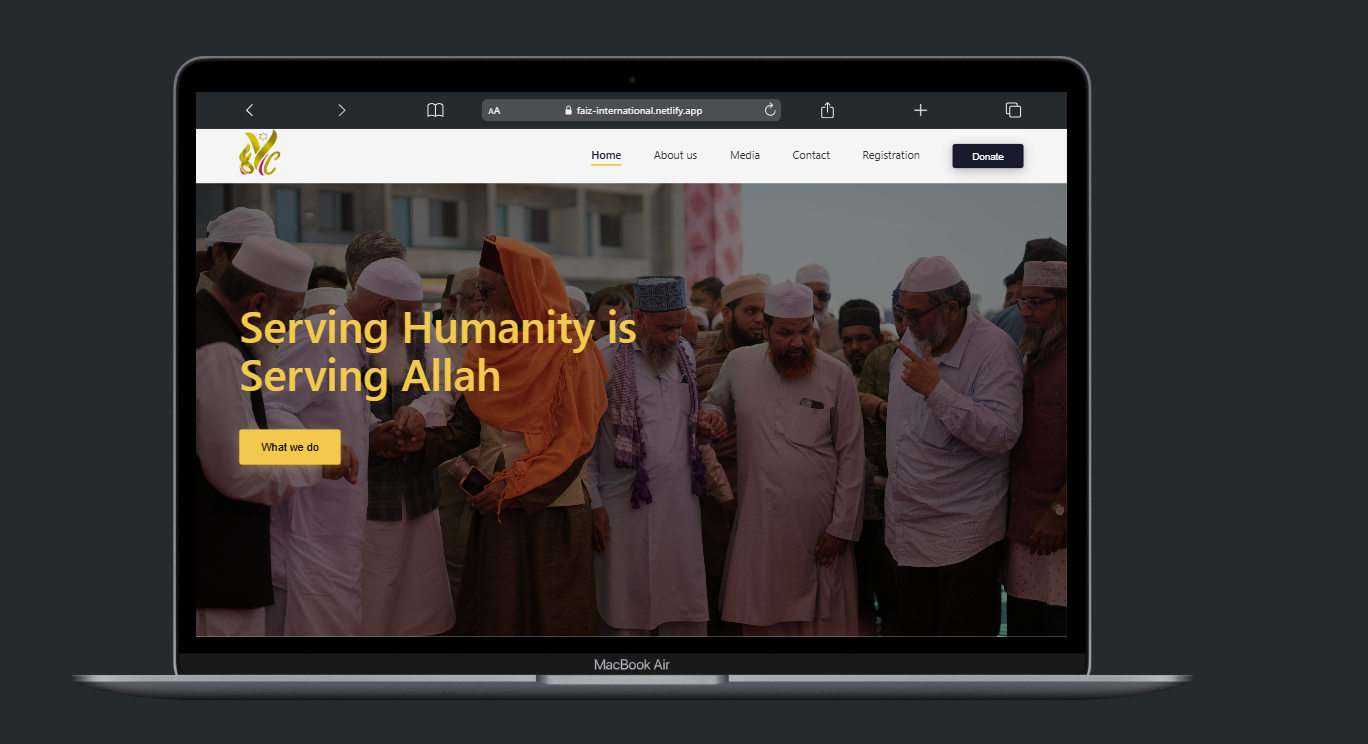 AA
faiz-international.netlify.app
Home
About us
Media
Contact
Registration
Donate
Serving Humanity is
Serving Allah
What we do
MacBook Air